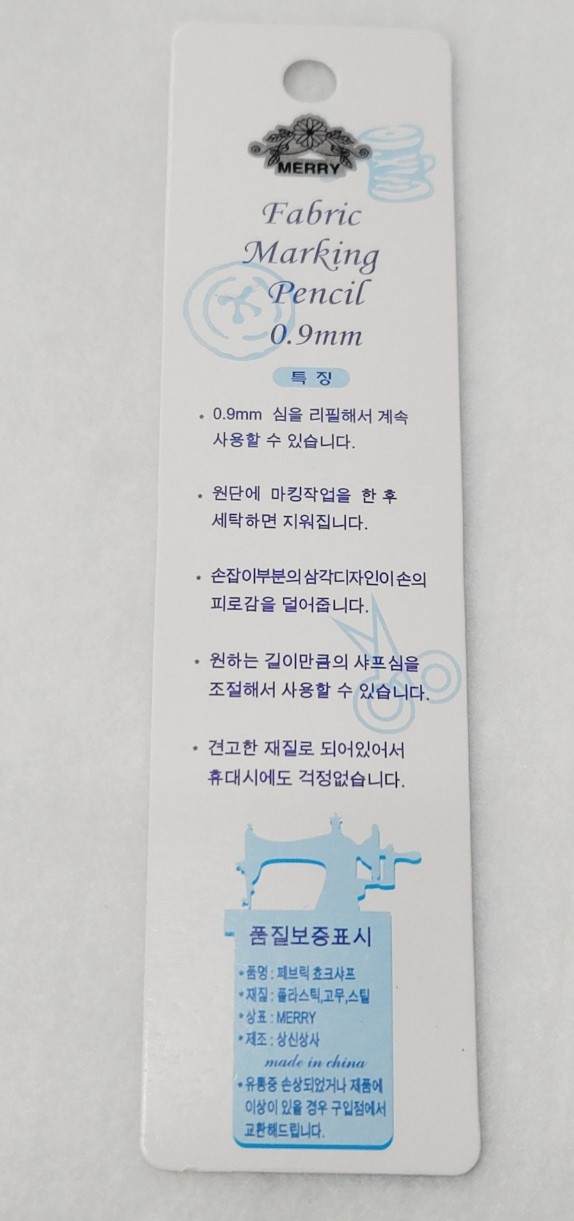 MERRY
Fabric
Marking
Pencil
0.9mm
특 징
• 0.9mm 심을 리필해서 계속
사용할 수 있습니다.
• 원단에 마킹작업을 한 후
세탁하면 지워집니다.
• 손잡이부분의 삼각디자인이 손의
피로감을 덜어줍니다.
• 원하는 길이만큼의 샤프심을
조절해서 사용할 수 있습니다.
• 견고한 재질로 되어있어서
휴대시에도 걱정없습니다.
품질보증표시
•품명 : 페브릭 쵸크샤프
•재질 : 플라스틱,고무,스틸
•상표 : MERRY
•제조 : 상신상사
made in china
•유통중 손상되었거나 제품에
이상이 있을 경우 구입점에서
교환해드립니다.